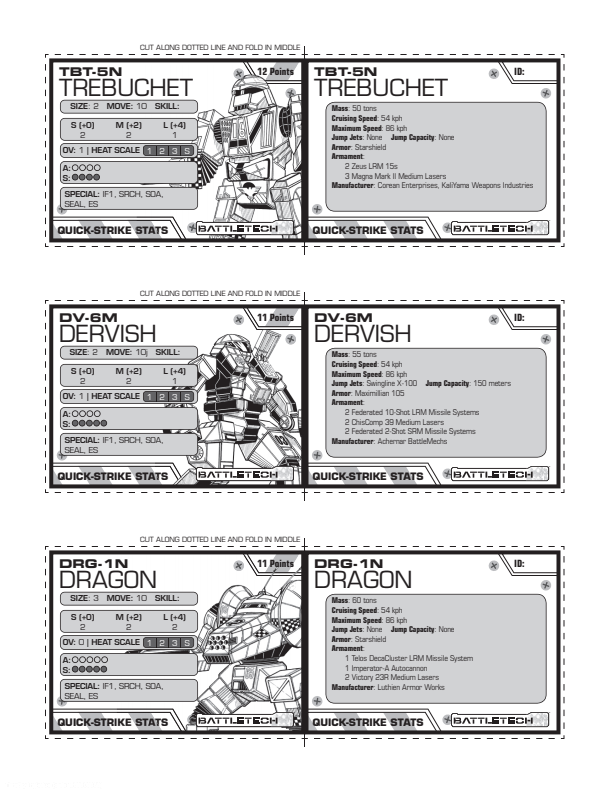 CUT ALONG DOTTED LINE AND FOLD IN MIDDLE
TBT-5N
TREBUCHET
12 Points
SIZE: 2 MOVE: 10 SKILL:
S (+0) M (+2) L (+4)
2 2 1
OV: 1 | HEAT SCALE 1 2 3 S
A:
S:
SPECIAL: IF1, SRCH, SOA,
SEAL, ES
QUICK-STRIKE STATS
BATTLETECH
TBT-5N
TREBUCHET
ID:
Mass: 50 tons
Cruising Speed: 54 kph
Maximum Speed: 86 kph
Jump Jets: None Jump Capacity: None
Armor: Starshield
Armament:
2 Zeus LRM 15s
3 Magna Mark II Medium Lasers
Manufacturer: Corean Enterprises, KaliYama Weapons Industries
QUICK-STRIKE STATS
BATTLETECH
CUT ALONG DOTTED LINE AND FOLD IN MIDDLE
DV-6M
DERVISH
11 Points
SIZE: 2 MOVE: 10j SKILL:
S (+0) M (+2) L (+4)
2 2 1
OV: 1 | HEAT SCALE 1 2 3 S
A:
S:
SPECIAL: IF1, SRCH, SOA,
SEAL, ES
QUICK-STRIKE STATS
BATTLETECH
DV-6M
DERVISH
ID:
Mass: 55 tons
Cruising Speed: 54 kph
Maximum Speed: 86 kph
Jump Jets: Swingline X-100 Jump Capacity: 150 meters
Armor: Maximillian 105
Armament:
2 Federated 10-Shot LRM Missile Systems
2 ChisComp 39 Medium Lasers
2 Federated 2-Shot SRM Missile Systems
Manufacturer: Achernar BattleMechs
QUICK-STRIKE STATS
BATTLETECH
CUT ALONG DOTTED LINE AND FOLD IN MIDDLE
DRG-1N
DRAGON
11 Points
SIZE: 3 MOVE: 10 SKILL:
S (+0) M (+2) L (+4)
2 2 1
OV: 0 | HEAT SCALE 1 2 3 S
A:
S:
SPECIAL: IF1, SRCH, SOA,
SEAL, ES
QUICK-STRIKE STATS
BATTLETECH
DRG-1N
DRAGON
ID:
Mass: 60 tons
Cruising Speed: 54 kph
Maximum Speed: 86 kph
Jump Jets: None Jump Capacity: None
Armor: Starshield
Armament:
1 Telos DecaCluster LRM Missile System
1 Imperator-A Autocannon
2 Victory 23R Medium Lasers
Manufacturer: Luthien Armor Works
QUICK-STRIKE STATS
BATTLETECH